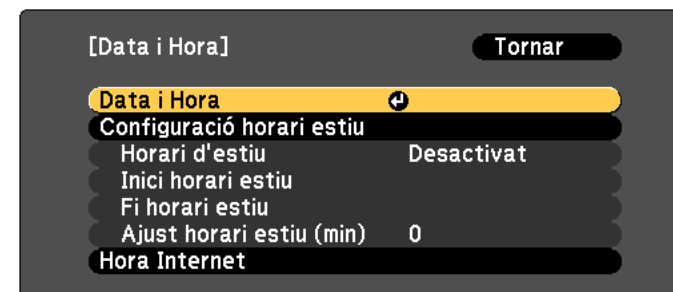 [Data i Hora] Tornar
Data i Hora
Configuració horari estiu
Horari d'estiu Desactivat
Inici horari estiu
Fi horari estiu
Ajust horari estiu (min) 0
Hora Internet